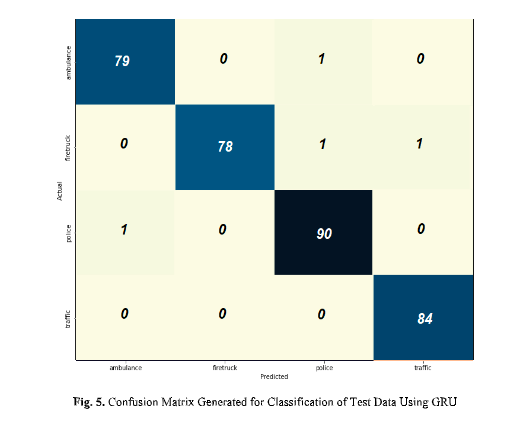 ambulance
79 0 1 0
firetruck
0 78 1 1
Actual
police
1 0 90 0
traffic
0 0 0 84
ambulance firetruck police traffic
Predicted
Fig. 5. Confusion Matrix Generated for Classification of Test Data Using GRU